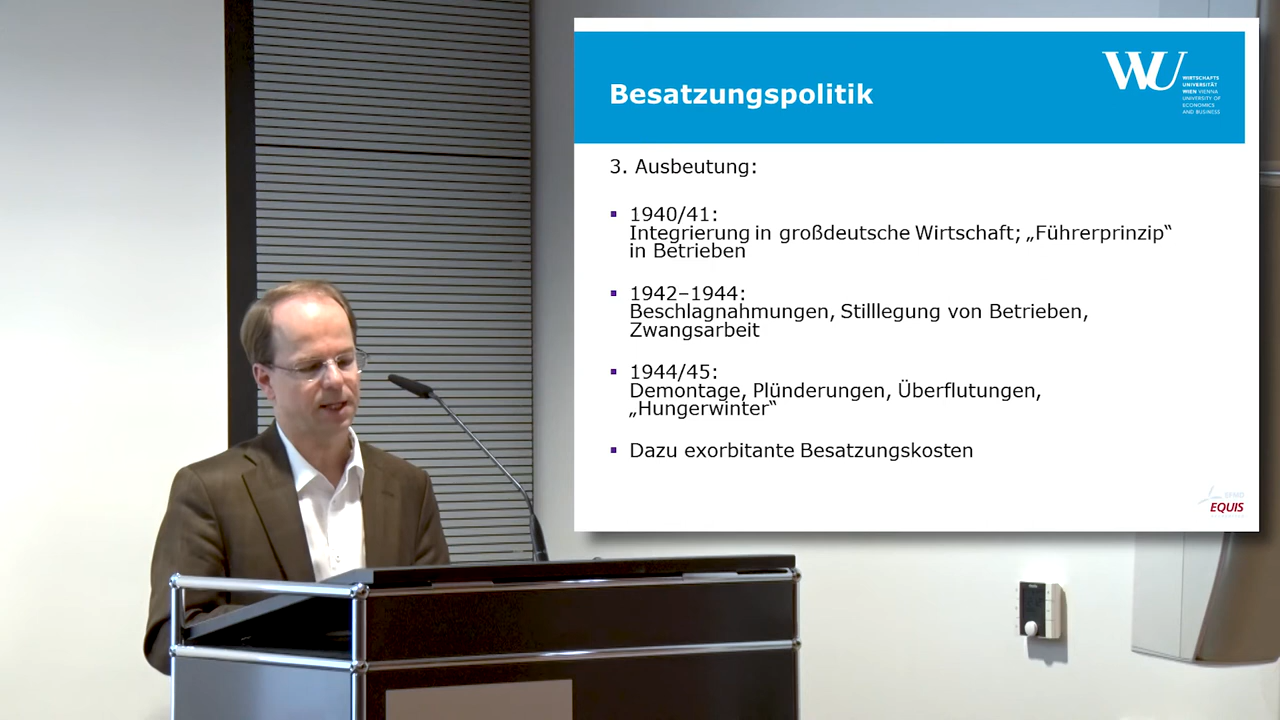 Besatzungspolitik
WU
WIRTSCHAFTS
UNIVERSITÄT
WIEN VIENNA
UNIVERSITY OF
ECONOMICS
AND BUSINESS
3. Ausbeutung:
1940/41:
Integrierung in großdeutsche Wirtschaft; „Führerprinzip“
in Betrieben
1942–1944:
Beschlagnahmungen, Stilllegung von Betrieben,
Zwangsarbeit
1944/45:
Demontage, Plünderungen, Überflutungen,
„Hungerwinter“
Dazu exorbitante Besatzungskosten
EFMD
EQUIS